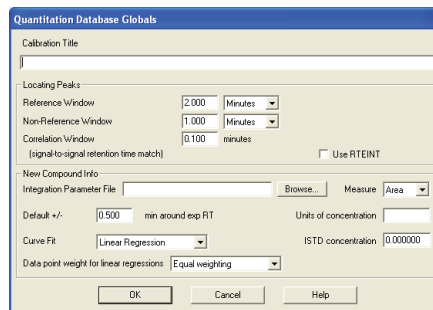 Quantitation Database Globals
Calibration Title
Locating Peaks
Reference Window 2.000 Minutes
Non-Reference Window 1.000 Minutes
Correlation Window 0.100 minutes
(signal-to-signal retention time match) Use RTEINT
New Compound Info
Integration Parameter File Browse... Measure Area
Default +/- 0.500 min around exp RT Units of concentration
Curve Fit Linear Regression ISTD concentration 0.000000
Data point weight for linear regressions Equal weighting
OK Cancel Help